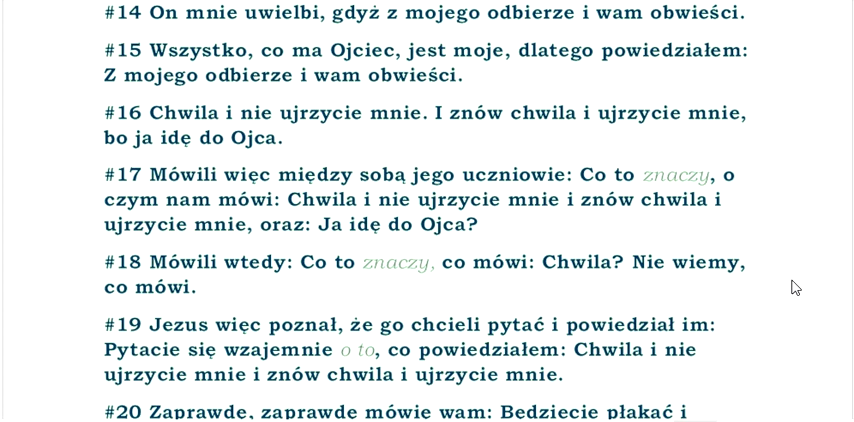 #14 On mnie uwielbi, gdyż z mojego odbierze i wam obwieści.
#15 Wszystko, co ma Ojciec, jest moje, dlatego powiedziałem:
Z mojego odbierze i wam obwieści.
#16 Chwila i nie ujrzycie mnie. I znów chwila i ujrzycie mnie,
bo ja idę do Ojca.
#17 Mówili więc między sobą jego uczniowie: Co to znaczy, o
czym nam mówi: Chwila i nie ujrzycie mnie i znów chwila i
ujrzycie mnie, oraz: Ja idę do Ojca?
#18 Mówili wtedy: Co to znaczy, co mówi: Chwila? Nie wiemy,
co mówi.
#19 Jezus więc poznał, że go chcieli pytać i powiedział im:
Pytacie się wzajemnie o to, co powiedziałem: Chwila i nie
ujrzycie mnie i znów chwila i ujrzycie mnie.
#20 Zaprawdę, zaprawdę mówię wam: Będziecie płakać i